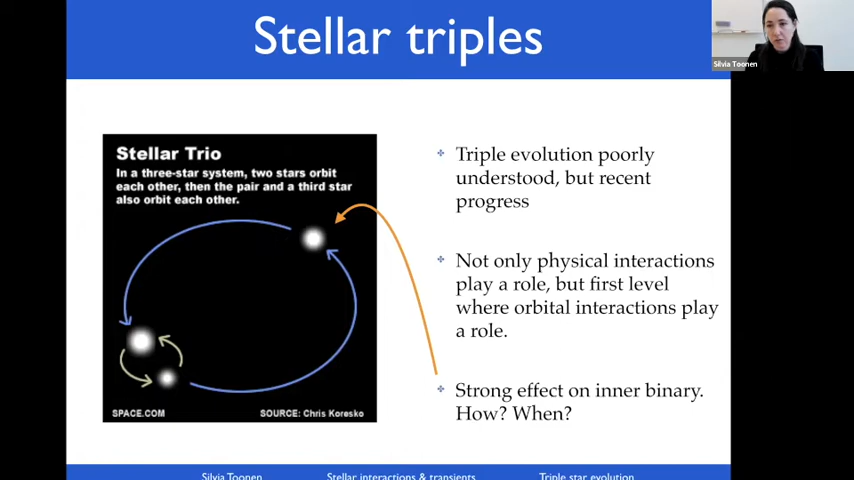 Stellar triples
Silvia Toonen
Stellar Trio
In a three-star system, two stars orbit
each other, then the pair and a third star
also orbit each other.
SPACE.COM
SOURCE: Chris Koresko
Triple evolution poorly
understood, but recent
progress
Not only physical interactions
play a role, but first level
where orbital interactions play
a role.
Strong effect on inner binary.
How? When?
Silvia Toonen
Stellar interactions & transients
Triple star evolution